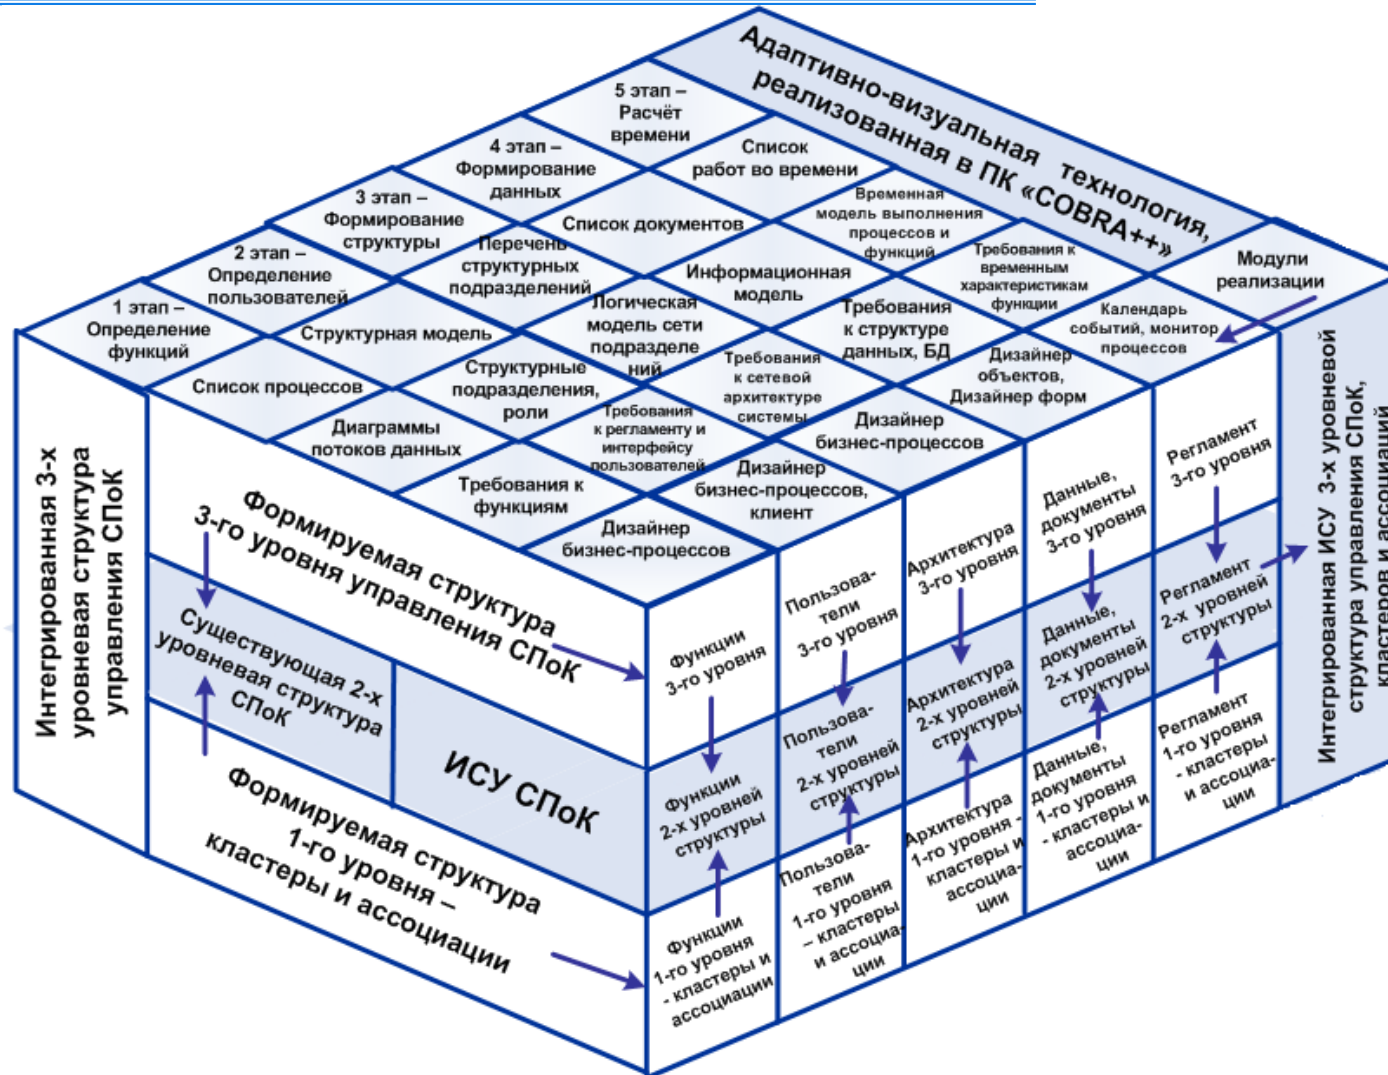 Адаптивно-визуальная технология,
реализованная в ПК «COBRA++»
5 этап –
Расчёт
времени
4 этап –
Формирование
данных
3 этап –
Формирование
структуры
2 этап –
Определение
пользователей
1 этап –
Определение
функций
Список
работ во времени
Временная
модель выполнения
процессов и
функций
Требования к
временным
характеристикам
функции
Календарь
событий, монитор
процессов
Модули
реализации
Список документов
Информационная
модель
Требования
к структуре
данных, БД
Дизайнер
объектов,
Дизайнер форм
Перечень
структурных
подразделений
Логическая
модель сети
подразделе
ний
Требования
к сетевой
архитектуре
системы
Дизайнер
бизнес-процессов
Структурная модель
Структурные
подразделения,
роли
Требования
к регламенту и
интерфейсу
пользователей
Дизайнер
бизнес-процессов,
клиент
Список процессов
Диаграммы
потоков данных
Требования к
функциям
Дизайнер
бизнес-процессов
Интегрированная 3-х
уровневая структура
управления СПоК
Формируемая структура
3-го уровня управления СПоК
Существующая 2-х
уровневая структура
СПоК
ИСУ СПоК
Формируемая структура
1-го уровня –
кластеры и ассоциации
Функции
3-го уровня
Пользова-
тели
3-го уровня
Архитектура
3-го уровня
Данные,
документы
3-го уровня
Регламент
3-го уровня
Функции
2-х уровней
структуры
Пользова-
тели
2-х уровней
структуры
Архитектура
2-х уровней
структуры
Данные,
документы
2-х уровней
структуры
Регламент
2-х уровней
структуры
Функции
1-го уровня
- кластеры и
ассоциации
Пользова-
тели
1-го уровня
– кластеры
и ассоциа-
ции
Архитектура
1-го уровня -
кластеры и
ассоциа-
ции
Данные,
документы
1-го уровня
- кластеры и
ассоциа-
ции
Регламент
1-го уровня
- кластеры
и ассоциа-
ции
Интегрированная ИСУ 3-х уровневой
структура управления СПоК,
кластеров и ассоциаций